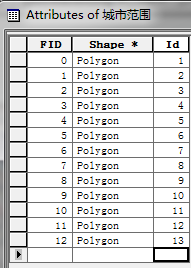 Attributes of 城市范围
FID Shape * Id
0 Polygon 1
1 Polygon 2
2 Polygon 3
3 Polygon 4
4 Polygon 5
5 Polygon 6
6 Polygon 7
7 Polygon 8
8 Polygon 9
9 Polygon 10
10 Polygon 11
11 Polygon 12
12 Polygon 13